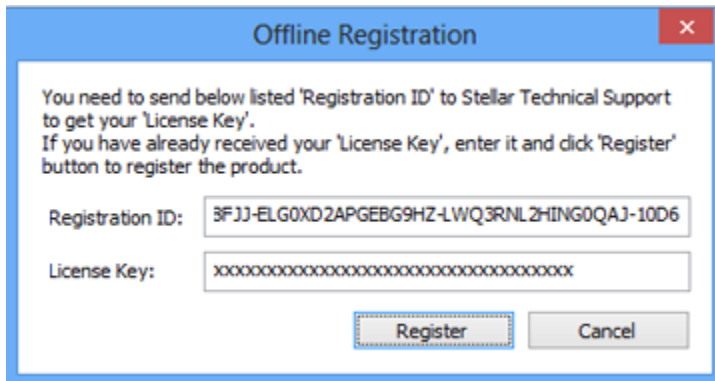 Offline Registration
You need to send below listed 'Registration ID' to Stellar Technical Support
to get your 'License Key'.
If you have already received your 'License Key', enter it and click 'Register'
button to register the product.
Registration ID: 3FJJ-ELG0XD2APGEBG9HZ-LWQ3RNL2HING0QAJ-10D6
License Key: xxxxxxxxxxxxxxxxxxxxxxxxxxxxxxxxxx
Register Cancel